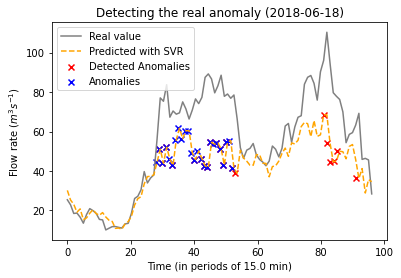 Detecting the real anomaly (2018-06-18)
Real value
Predicted with SVR
Detected Anomalies
Anomalies
Flow rate (m³s⁻¹)
100
80
60
40
20
0 20 40 60 80 100
Time (in periods of 15.0 min)